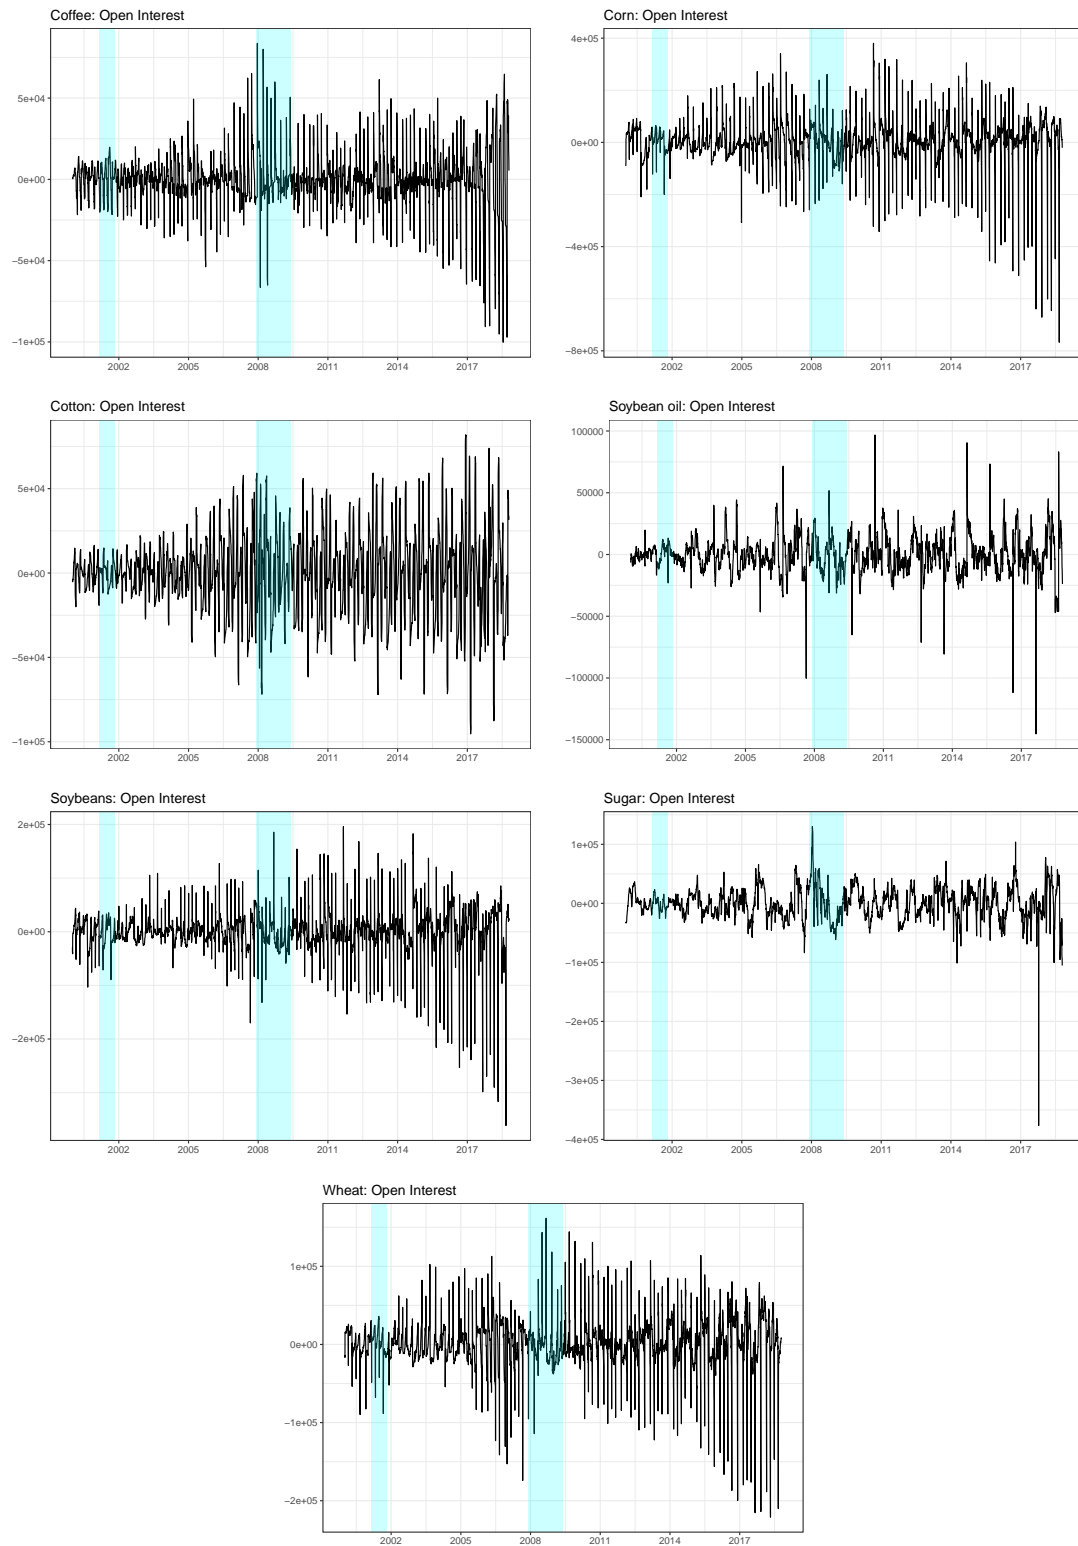 Coffee: Open Interest
5e+04
0e+00
−5e+04
−1e+05
2002 2005 2008 2011 2014 2017
Corn: Open Interest
4e+05
0e+00
−4e+05
−8e+05
2002 2005 2008 2011 2014 2017
Cotton: Open Interest
5e+04
0e+00
−5e+04
−1e+05
2002 2005 2008 2011 2014 2017
Soybean oil: Open Interest
100000
50000
0
−50000
−100000
−150000
2002 2005 2008 2011 2014 2017
Soybeans: Open Interest
2e+05
0e+00
−2e+05
2002 2005 2008 2011 2014 2017
Sugar: Open Interest
1e+05
0e+00
−1e+05
−2e+05
−3e+05
−4e+05
2002 2005 2008 2011 2014 2017
Wheat: Open Interest
1e+05
0e+00
−1e+05
−2e+05
2002 2005 2008 2011 2014 2017